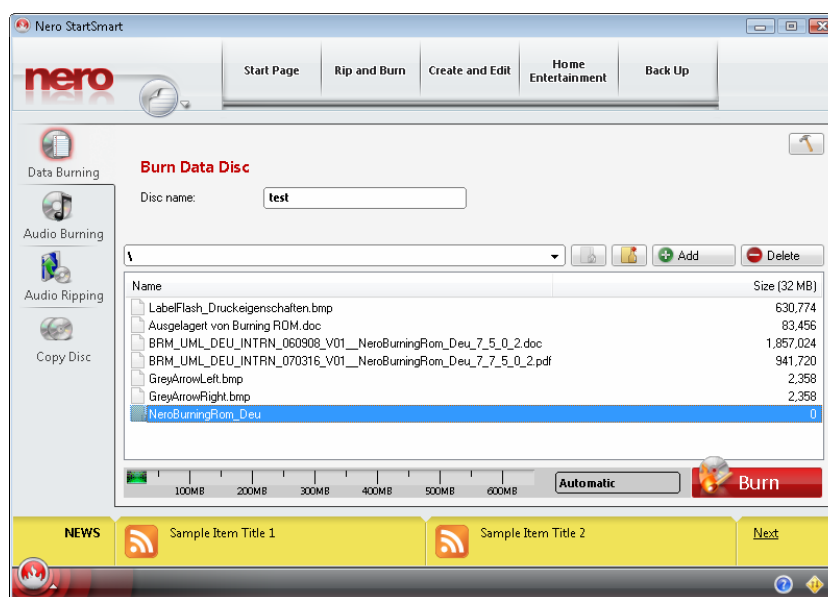 Nero StartSmart
nero
Start Page
Rip and Burn
Create and Edit
Home
Entertainment
Back Up
Data Burning
Audio Burning
Audio Ripping
Copy Disc
Burn Data Disc
Disc name:
test
\
Add
Delete
Name Size (32 MB)
LabelFlash_Druckeigenschaften.bmp 630,774
Ausgelagert von Burning ROM.doc 83,456
BRM_UML_DEU_INTRN_060908_V01__NeroBurningRom_Deu_7_5_0_2.doc 1,857,024
BRM_UML_DEU_INTRN_070316_V01__NeroBurningRom_Deu_7_7_5_0_2.pdf 941,720
GreyArrowLeft.bmp 2,358
GreyArrowRight.bmp 2,358
NeroBurningRom_Deu 0
100MB 200MB 300MB 400MB 500MB 600MB
Automatic
Burn
NEWS
Sample Item Title 1
Sample Item Title 2
Next